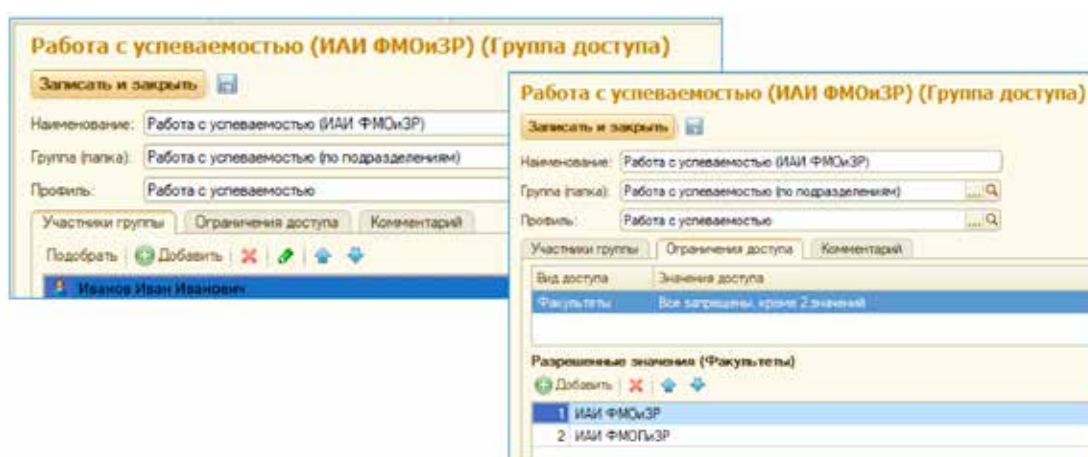 Работа с успеваемостью (ИАИ ФМОиЗР) (Группа доступа)
Записать и закрыть
Наименование: Работа с успеваемостью (ИАИ ФМОиЗР)
Группа (папка): Работа с успеваемостью (по подразделениям)
Профиль: Работа с успеваемостью
Участники группы Ограничения доступа Комментарий
Подобрать Добавить
Иванов Иван Иванович
Работа с успеваемостью (ИАИ ФМОиЗР) (Группа доступа)
Записать и закрыть
Наименование: Работа с успеваемостью (ИАИ ФМОиЗР)
Группа (папка): Работа с успеваемостью (по подразделениям) ...
Профиль: Работа с успеваемостью ...
Участники группы Ограничения доступа Комментарий
Вид доступа Значения доступа
Факультеты Все запрещены, кроме 2 значений
Разрешенные значения (Факультеты)
Добавить
1 ИАИ ФМОиЗР
2 ИАИ ФМОПиЗР